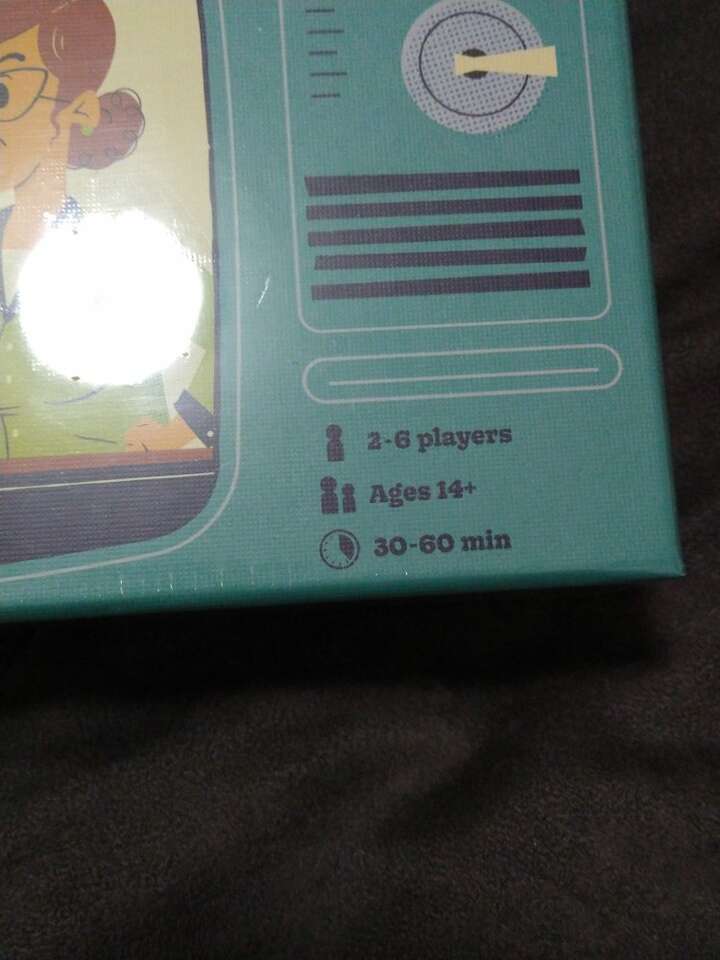 2-6 players
Ages 14+
30-60 min